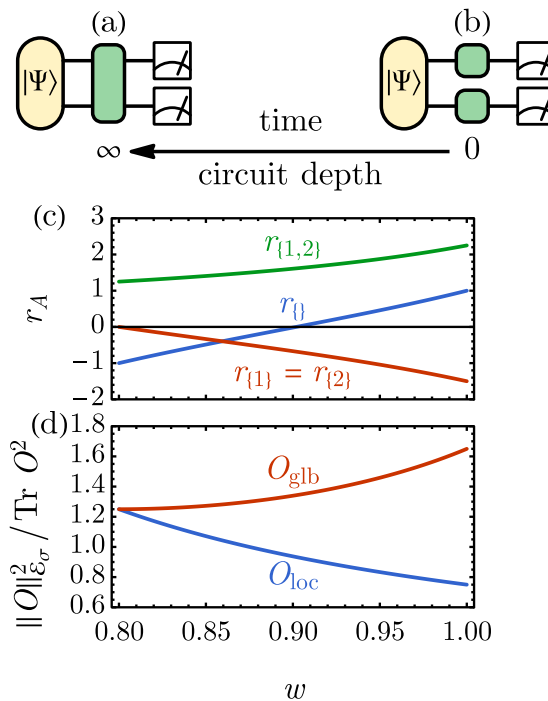 (a) (b)
|Ψ⟩ |Ψ⟩
time
∞ 0
circuit depth
(c)
3
2
1
0
−1
−2
r_A
r_{1,2}
r_{}
r_{1} = r_{2}
(d)
1.8
1.6
1.4
1.2
1.0
0.8
0.6
||O||²_{ℰ_σ} / Tr O²
O_glb
O_loc
0.80 0.85 0.90 0.95 1.00
w